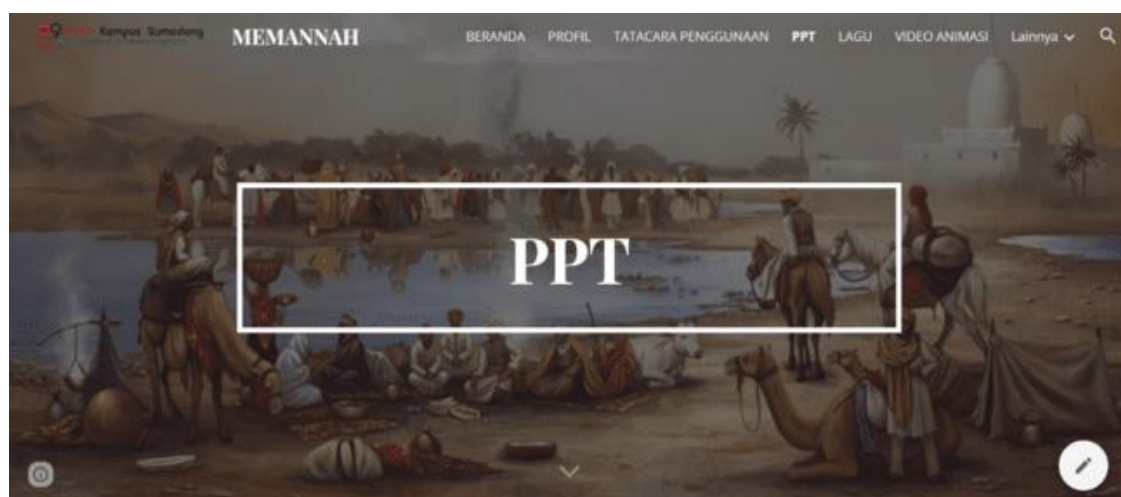 Kampus Sumedang
MEMANNAH
BERANDA PROFIL TATACARA PENGGUNAAN PPT LAGU VIDEO ANIMASI Lainnya
PPT